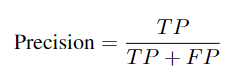 Precision = TP / TP + FP